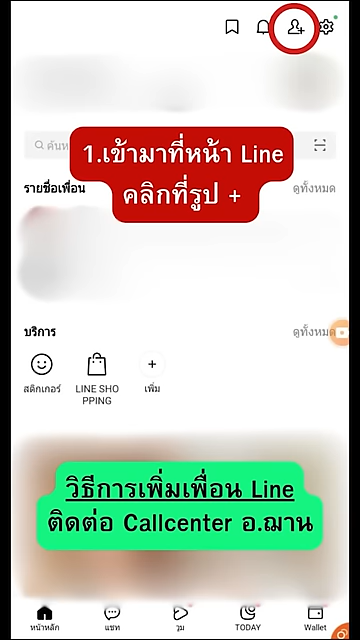 ค้นห
1.เข้ามาที่หน้า Line
คลิกที่รูป +
รายชื่อเพื่อน
ดูทั้งหมด
บริการ
ดูทั้งหมด
สติกเกอร์
LINE SHO
PPING
เพิ่ม
วิธีการเพิ่มเพื่อน Line
ติดต่อ Callcenter อ.ฌาน
หน้าหลัก
แชท
วูม
TODAY
Wallet